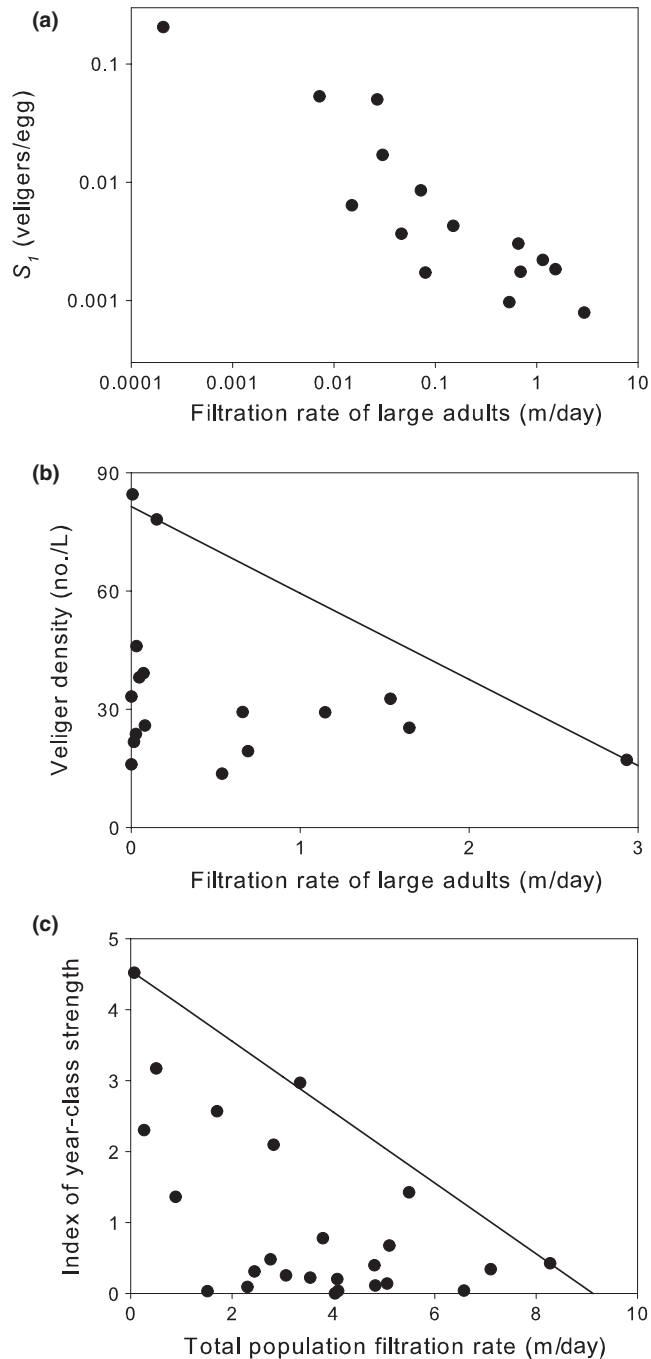 (a)
S1 (veligers/egg)
0.1
0.01
0.001
0.0001 0.001 0.01 0.1 1 10
Filtration rate of large adults (m/day)
(b)
Veliger density (no./L)
90
60
30
0
0 1 2 3
Filtration rate of large adults (m/day)
(c)
Index of year-class strength
5
4
3
2
1
0
0 2 4 6 8 10
Total population filtration rate (m/day)